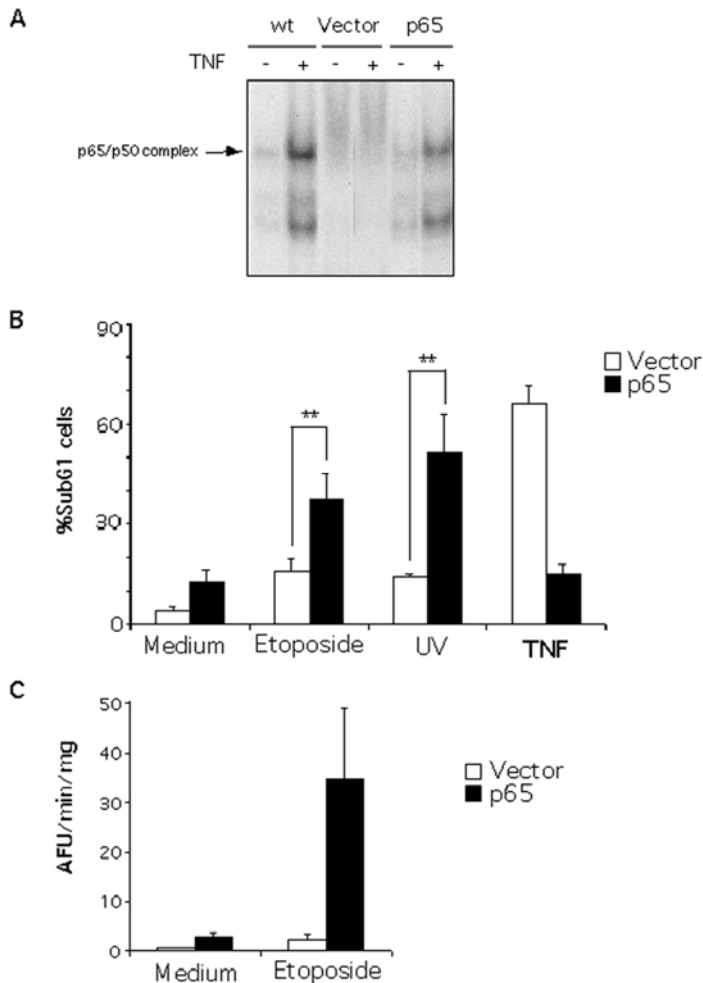 A
wt Vector p65
TNF - + - + - +
p65/p50 complex
B
90
60
30
0
%SubG1 cells
**
**
Vector
p65
Medium Etoposide UV TNF
C
50
40
30
20
10
0
AFU/min/mg
Vector
p65
Medium Etoposide